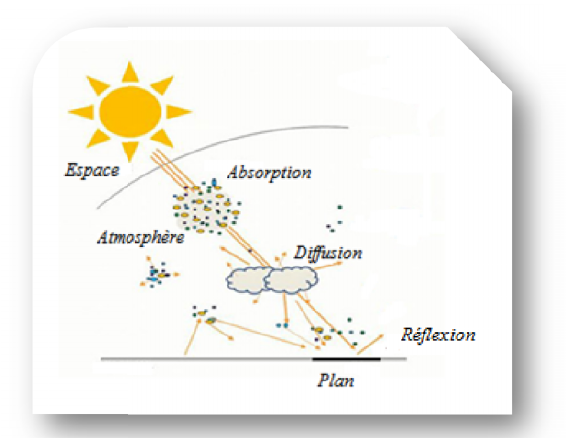 Espace
Absorption
Atmosphère
Diffusion
Réflexion
Plan